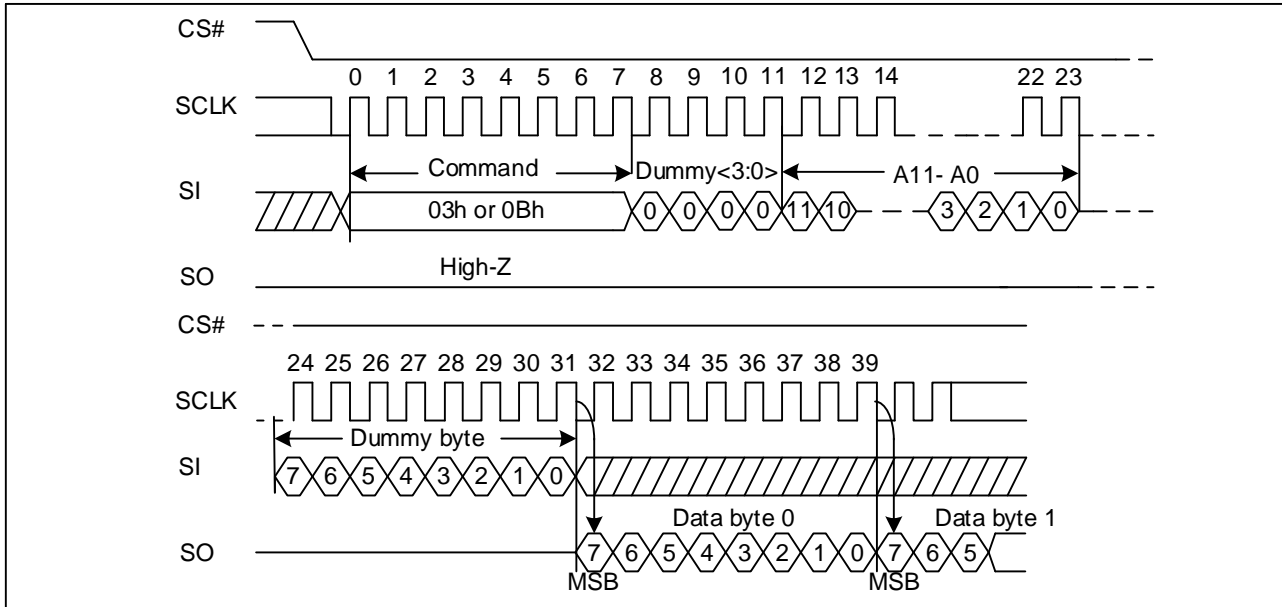 CS#
0 1 2 3 4 5 6 7 8 9 10 11 12 13 14 22 23
SCLK
Command Dummy<3:0> A11- A0
SI
03h or 0Bh 0 0 0 0 11 10 3 2 1 0
High-Z
SO
CS#
24 25 26 27 28 29 30 31 32 33 34 35 36 37 38 39
SCLK
Dummy byte
SI
7 6 5 4 3 2 1 0
Data byte 0 Data byte 1
SO
7 6 5 4 3 2 1 0 7 6 5
MSB MSB